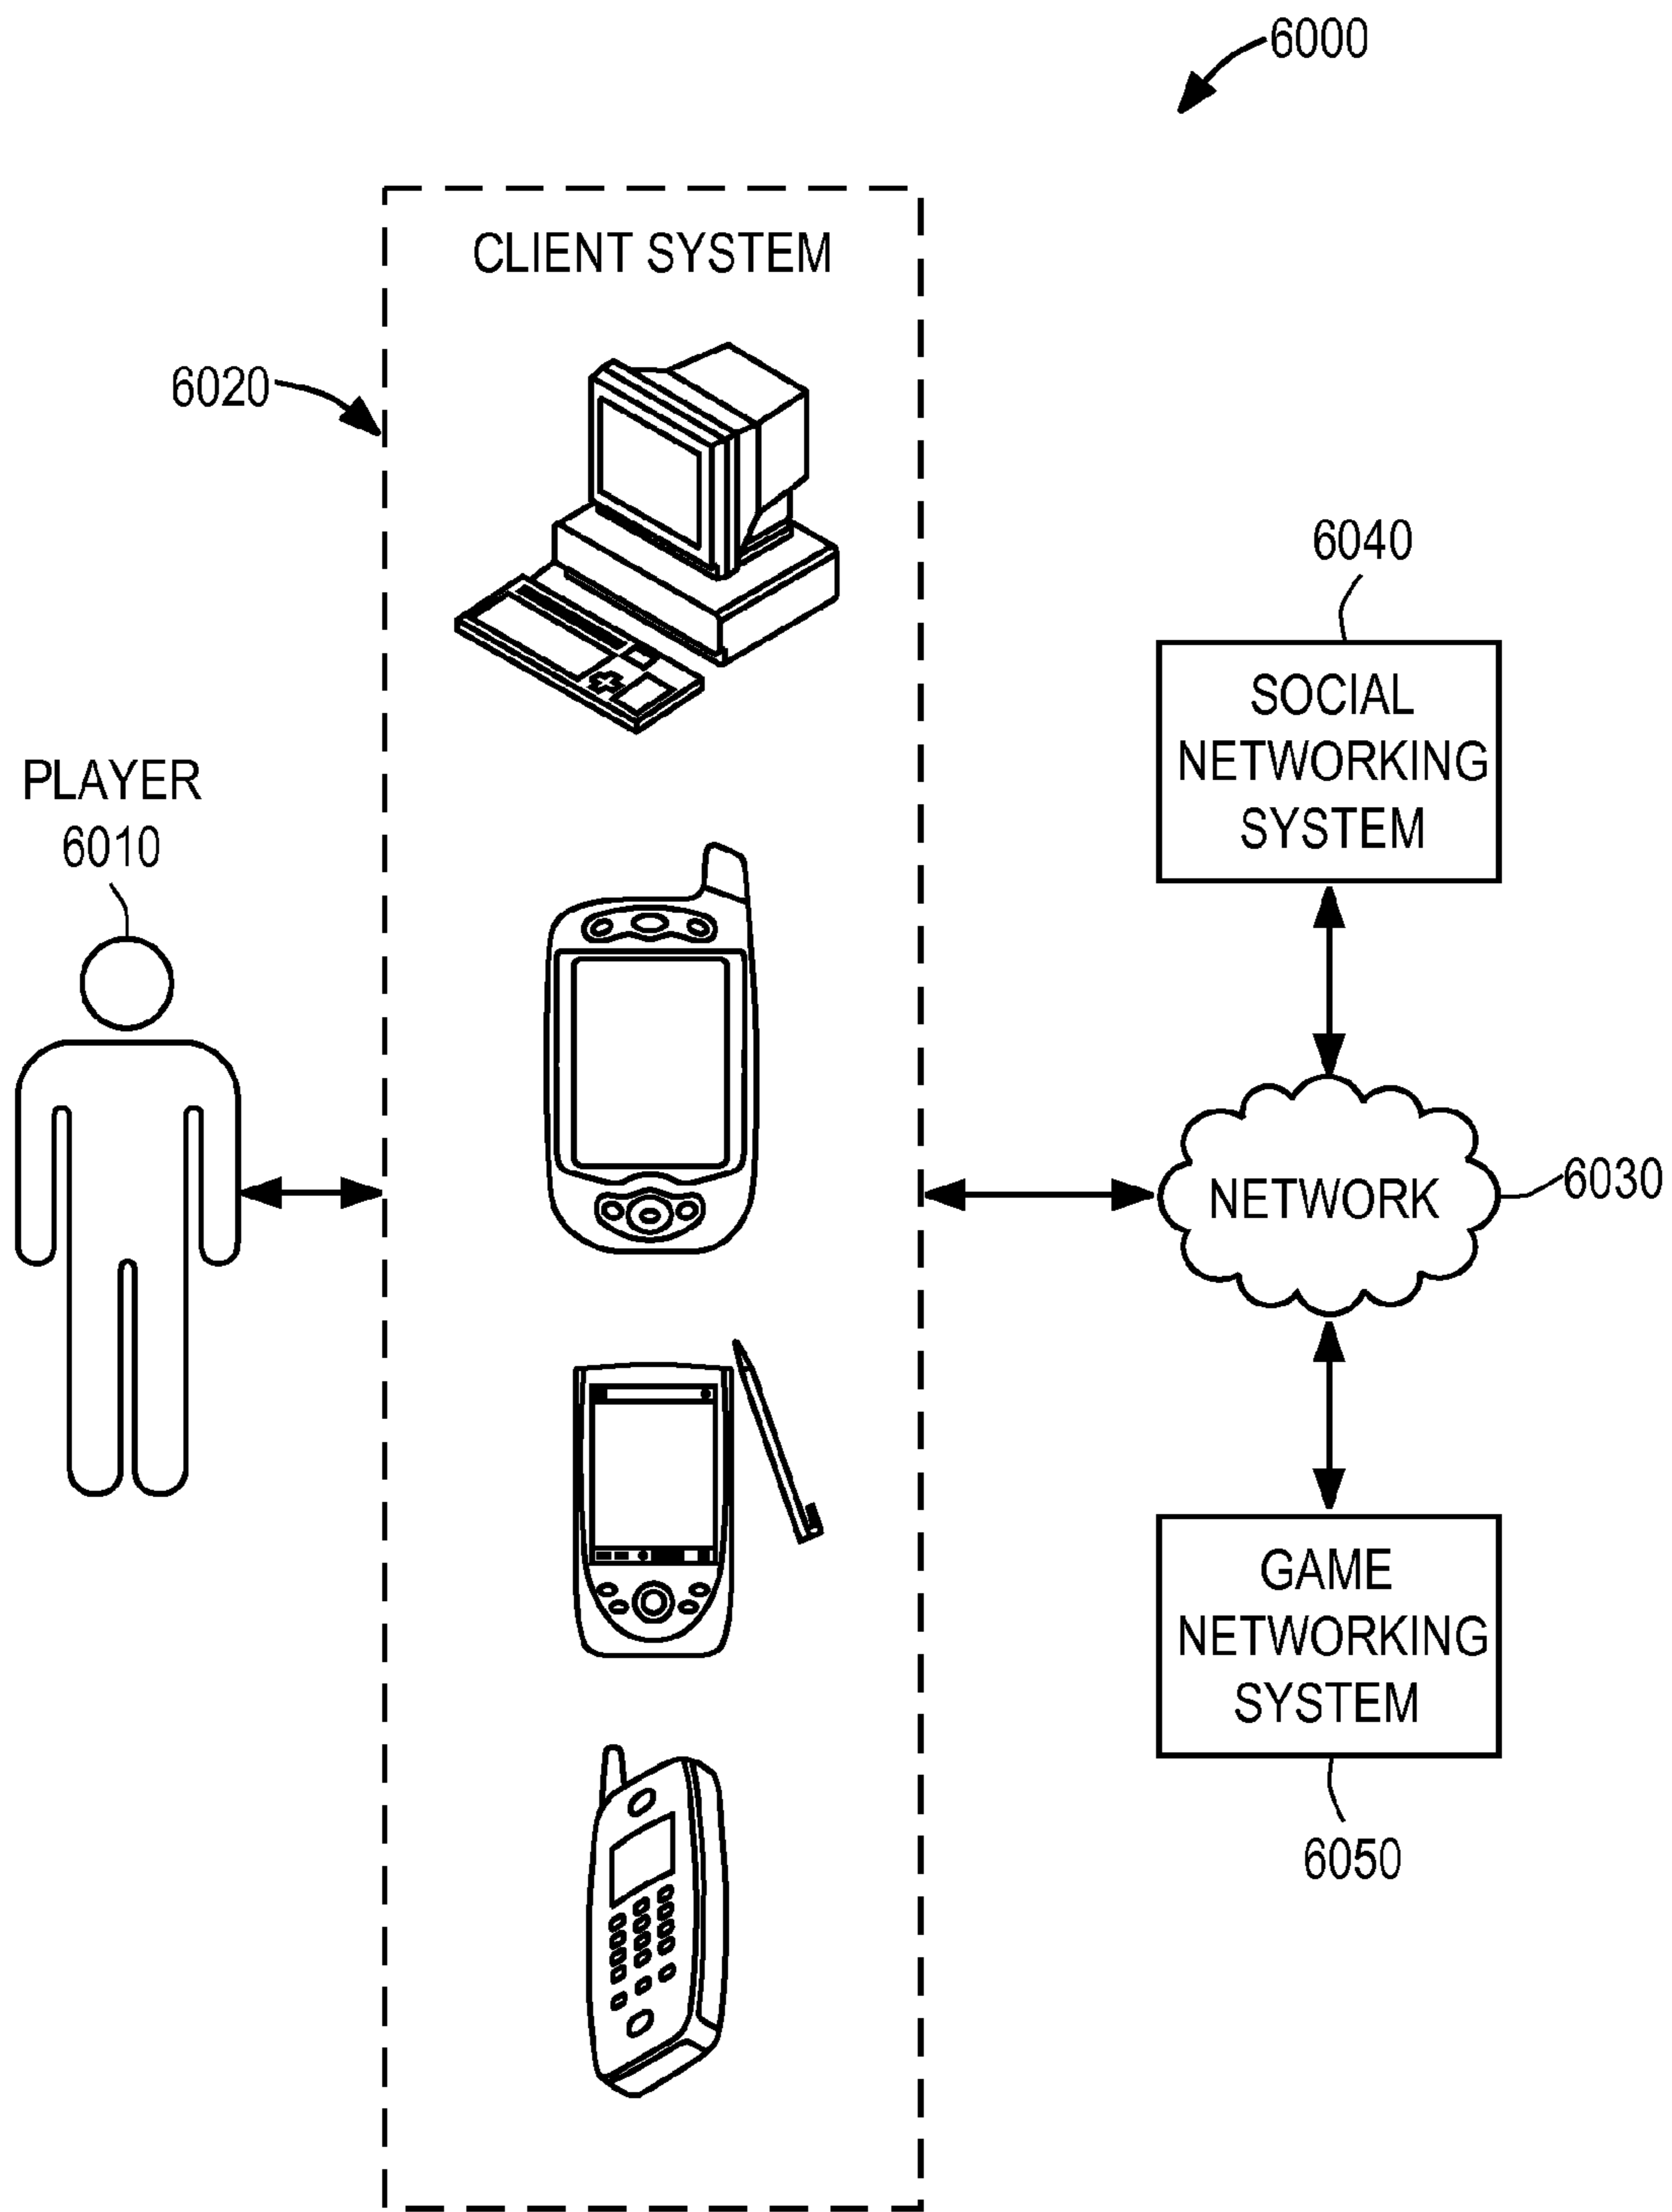 6000
CLIENT SYSTEM
6020
6040
SOCIAL
NETWORKING
SYSTEM
PLAYER
6010
NETWORK
6030
GAME
NETWORKING
SYSTEM
6050